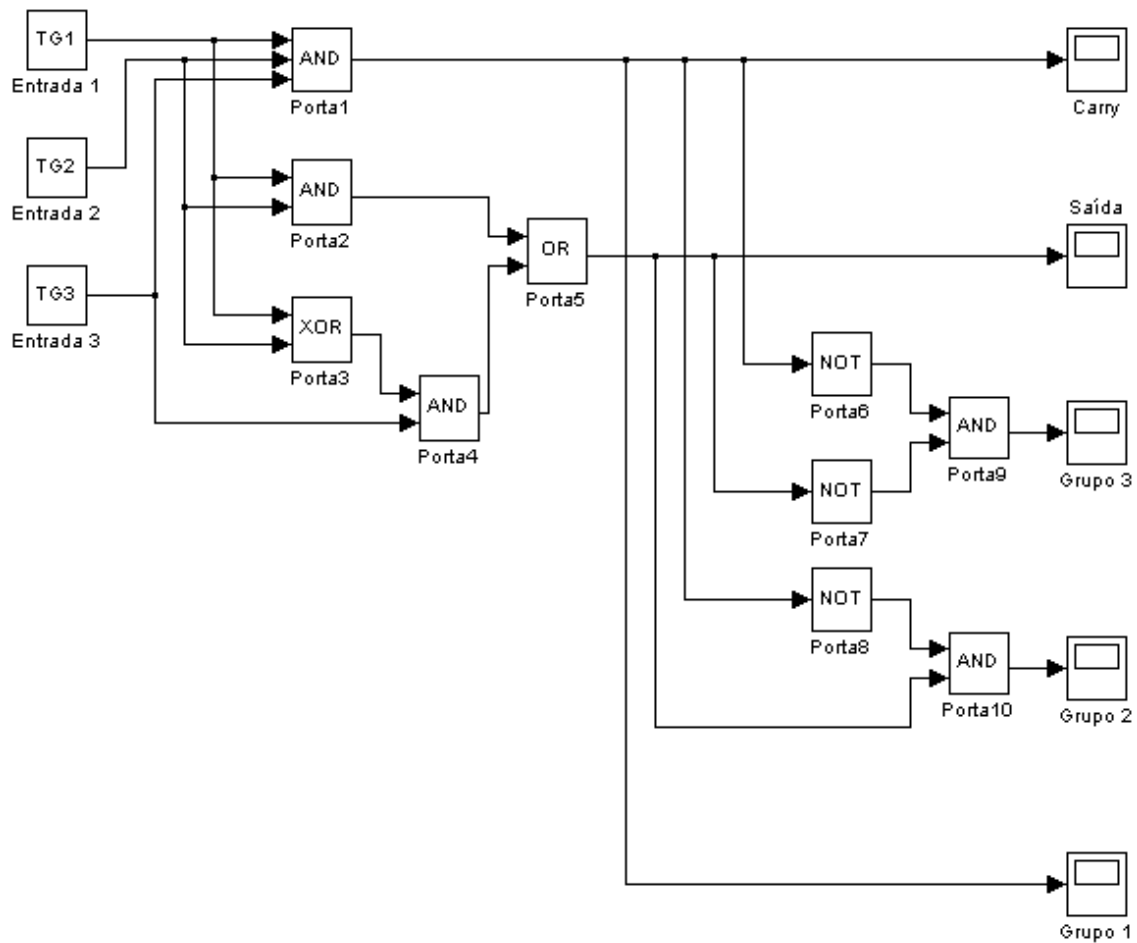 TG1
Entrada 1
AND
Porta1
Carry
TG2
Entrada 2
AND
Porta2
Saída
OR
Porta5
TG3
Entrada 3
XOR
Porta3
AND
Porta4
NOT
Porta6
AND
Porta9
Grupo 3
NOT
Porta7
NOT
Porta8
AND
Porta10
Grupo 2
Grupo 1